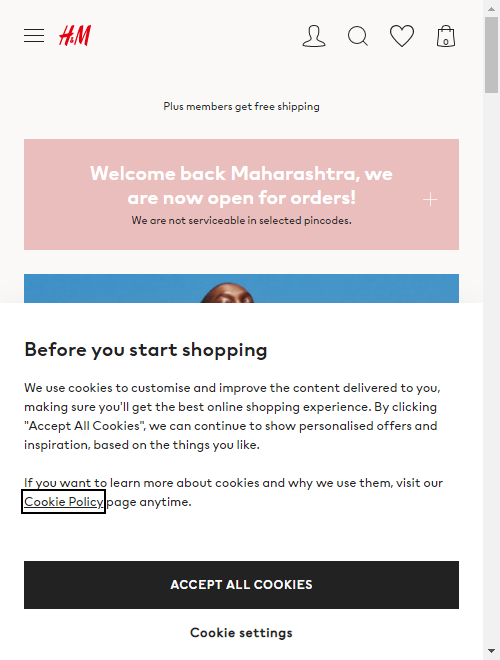 H&M
0
Plus members get free shipping
Welcome back Maharashtra, we
are now open for orders!
We are not serviceable in selected pincodes.
Before you start shopping
We use cookies to customise and improve the content delivered to you,
making sure you'll get the best online shopping experience. By clicking
"Accept All Cookies", we can continue to show personalised offers and
inspiration, based on the things you like.
If you want to learn more about cookies and why we use them, visit our
Cookie Policy page anytime.
ACCEPT ALL COOKIES
Cookie settings